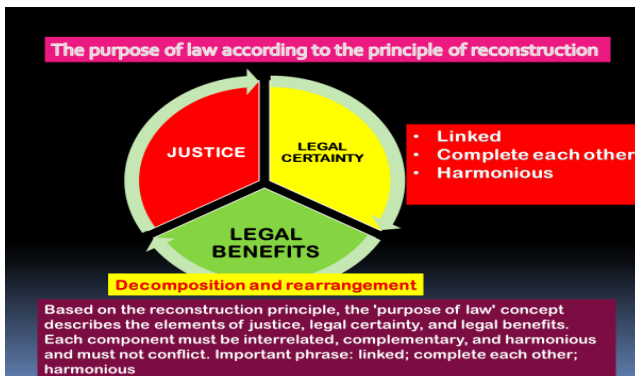 The purpose of law according to the principle of reconstruction
JUSTICE
LEGAL
CERTAINTY
• Linked
• Complete each other
• Harmonious
LEGAL
BENEFITS
Decomposition and rearrangement
Based on the reconstruction principle, the 'purpose of law' concept
describes the elements of justice, legal certainty, and legal benefits.
Each component must be interrelated, complementary, and harmonious
and must not conflict. Important phrase: linked; complete each other;
harmonious